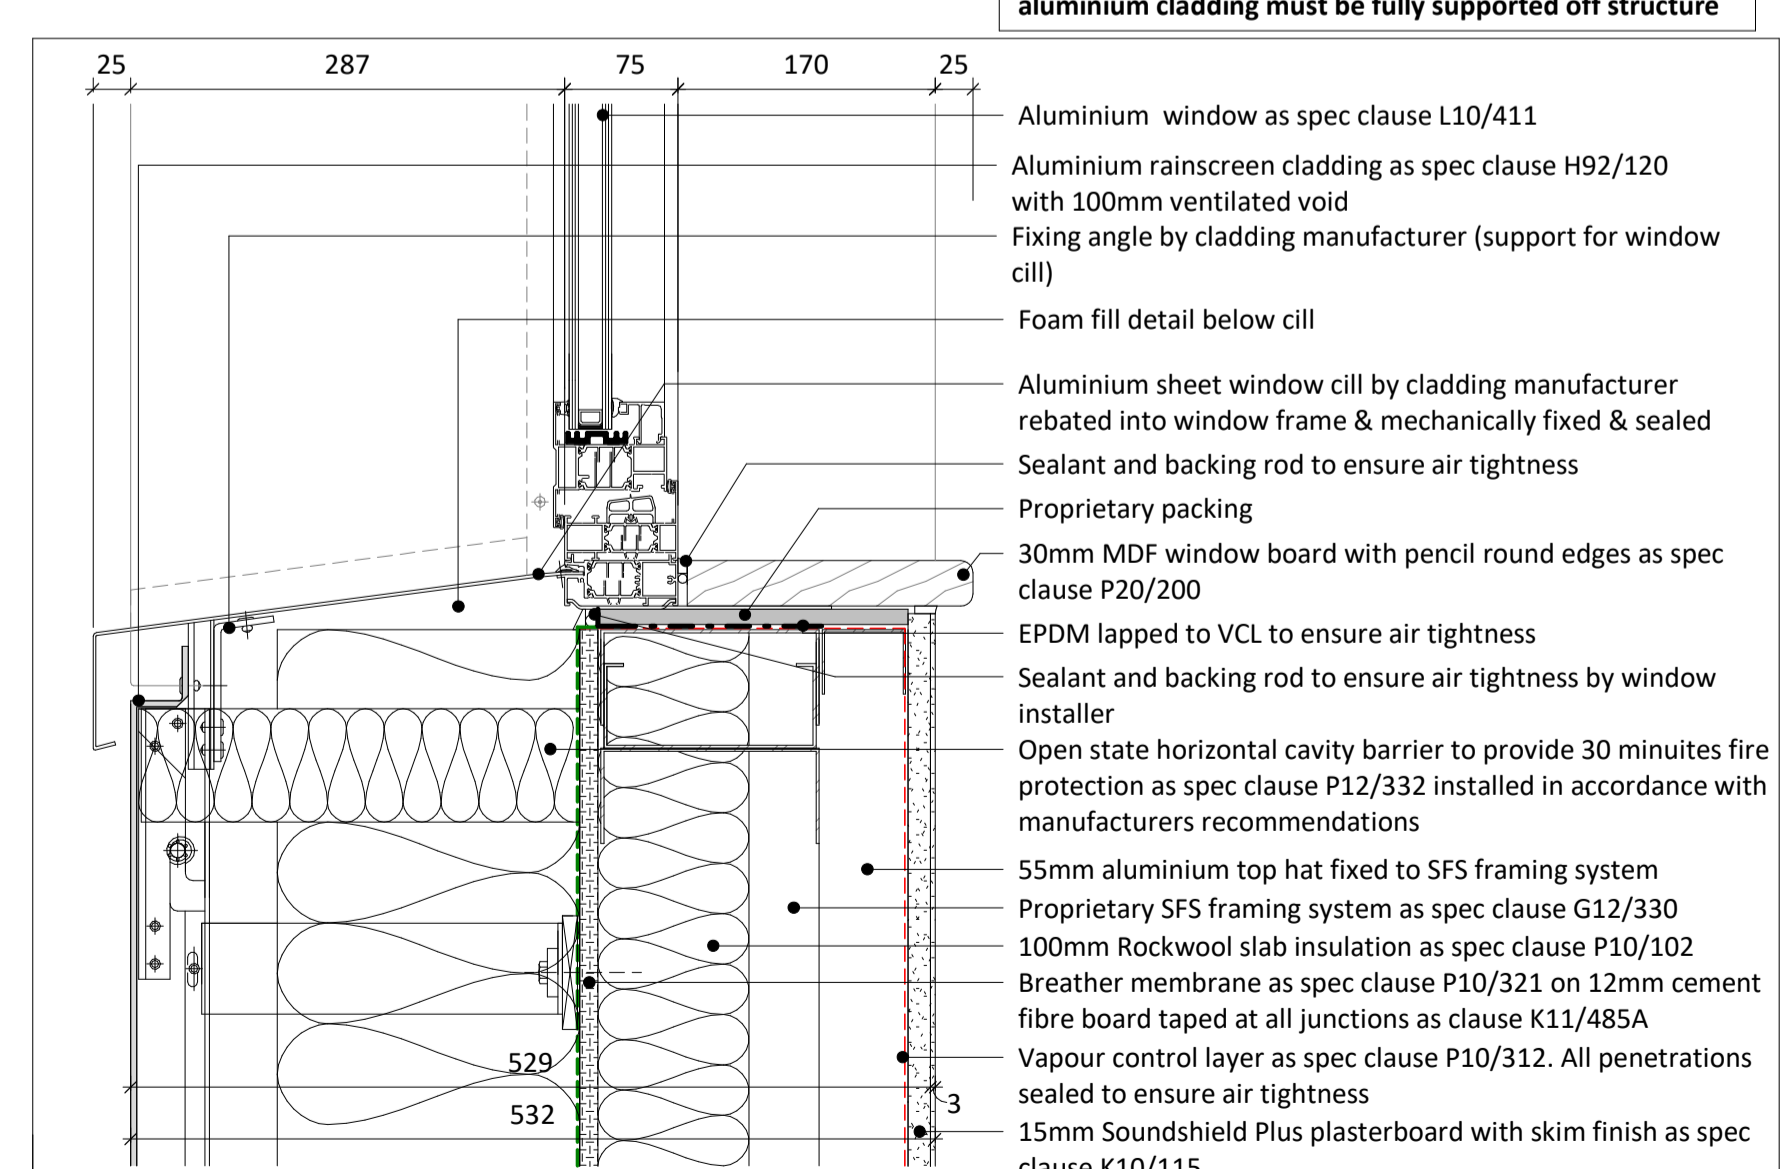 aluminium cladding must be fully supported off structure
25 287 75 170 25
Aluminium window as spec clause L10/411
Aluminium rainscreen cladding as spec clause H92/120
with 100mm ventilated void
Fixing angle by cladding manufacturer (support for window
cill)
Foam fill detail below cill
Aluminium sheet window cill by cladding manufacturer
rebated into window frame & mechanically fixed & sealed
Sealant and backing rod to ensure air tightness
Proprietary packing
30mm MDF window board with pencil round edges as spec
clause P20/200
EPDM lapped to VCL to ensure air tightness
Sealant and backing rod to ensure air tightness by window
installer
Open state horizontal cavity barrier to provide 30 minuites fire
protection as spec clause P12/332 installed in accordance with
manufacturers recommendations
55mm aluminium top hat fixed to SFS framing system
Proprietary SFS framing system as spec clause G12/330
100mm Rockwool slab insulation as spec clause P10/102
Breather membrane as spec clause P10/321 on 12mm cement
fibre board taped at all junctions as clause K11/485A
Vapour control layer as spec clause P10/312. All penetrations
sealed to ensure air tightness
15mm Soundshield Plus plasterboard with skim finish as spec
clause K10/115
529
3
532